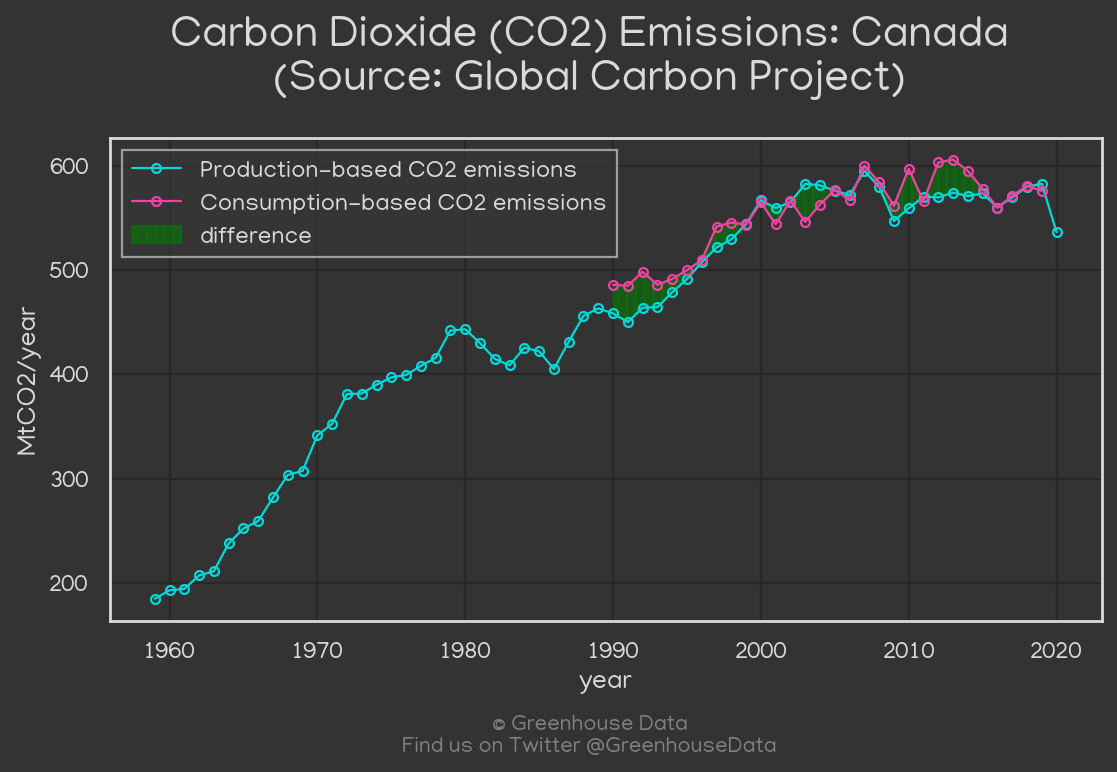 Carbon Dioxide (CO2) Emissions: Canada
(Source: Global Carbon Project)
Production-based CO2 emissions
Consumption-based CO2 emissions
difference
MtCO2/year
600
500
400
300
200
1960 1970 1980 1990 2000 2010 2020
year
© Greenhouse Data
Find us on Twitter @GreenhouseData